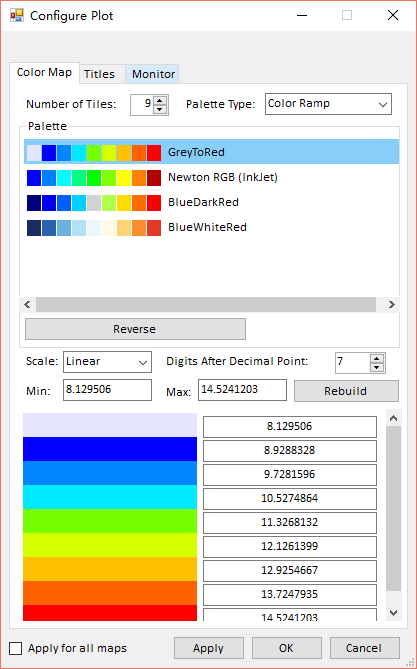 Configure Plot
Color Map Titles Monitor
Number of Tiles: 9 Palette Type: Color Ramp
Palette
GreyToRed
Newton RGB (InkJet)
BlueDarkRed
BlueWhiteRed
Reverse
Scale: Linear Digits After Decimal Point: 7
Min: 8.129506 Max: 14.5241203 Rebuild
8.129506
8.9288328
9.7281596
10.5274864
11.3268132
12.1261399
12.9254667
13.7247935
14.5241203
Apply for all maps Apply OK Cancel